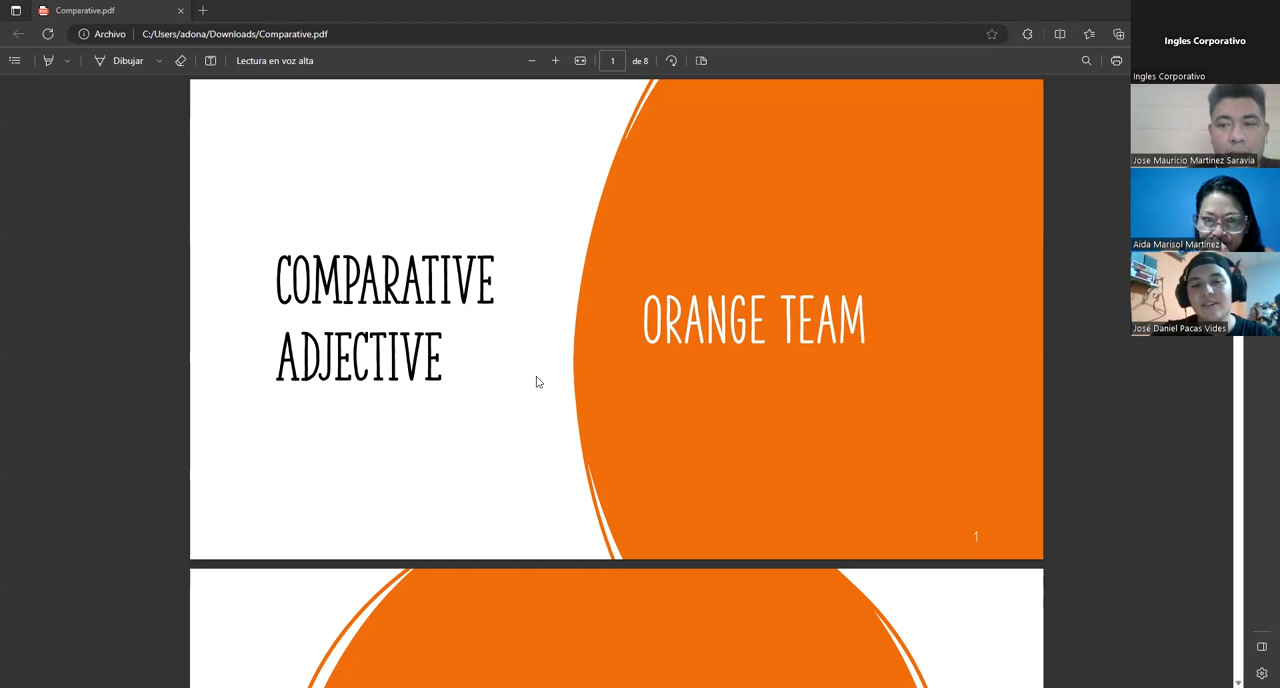 Comparative.pdf
Archivo
C:/Users/adona/Downloads/Comparative.pdf
Dibujar
Lectura en voz alta
1
de 8
COMPARATIVE
ADJECTIVE
ORANGE TEAM
1
Ingles Corporativo
Ingles Corporativo
Jose Mauricio Martinez Saravia
Aida Marisol Martinez
José Daniel Pacas Vides